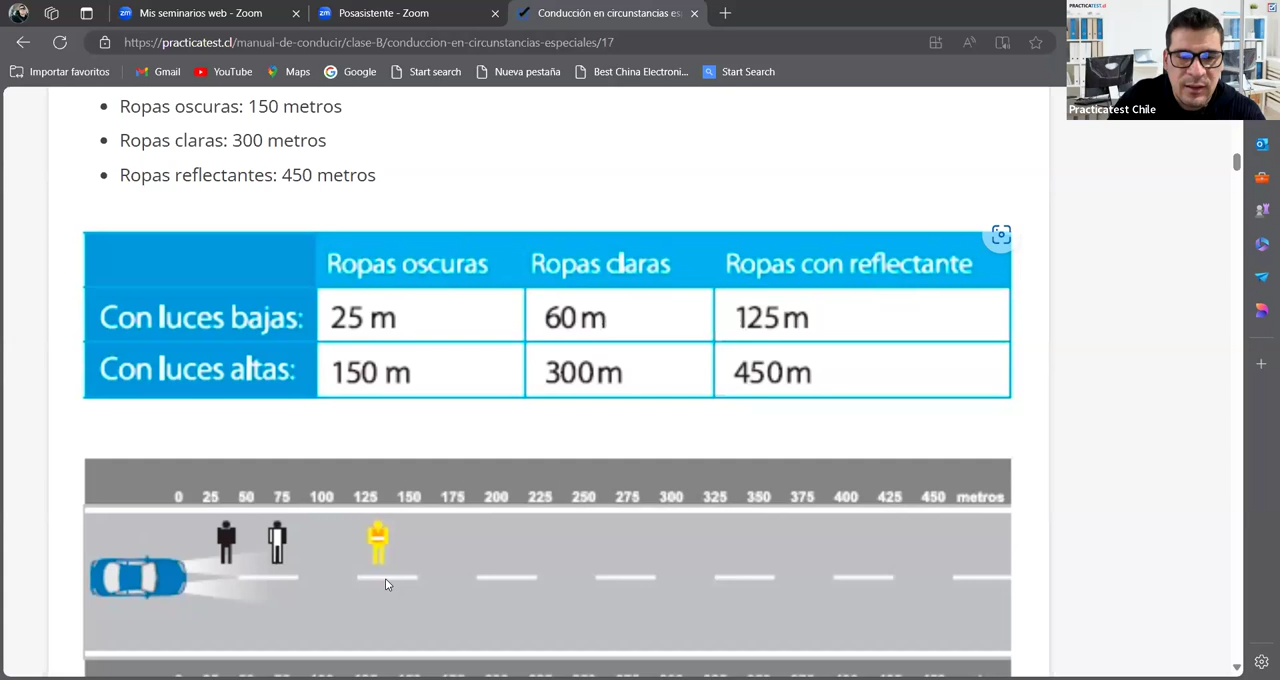 Mis seminarios web - Zoom
Posasistente - Zoom
Conducción en circunstancias es
PRACTICATEST.cl
https://practicatest.cl/manual-de-conducir/clase-B/conduccion-en-circunstancias-especiales/17
Importar favoritos
Gmail
YouTube
Maps
Google
Start search
Nueva pestaña
Best China Electroni...
Start Search
Practicatest Chile
Ropas oscuras: 150 metros
Ropas claras: 300 metros
Ropas reflectantes: 450 metros
Ropas oscuras Ropas claras Ropas con reflectante
Con luces bajas: 25 m 60 m 125 m
Con luces altas: 150 m 300 m 450 m
0 25 50 75 100 125 150 175 200 225 250 275 300 325 350 375 400 425 450 metros